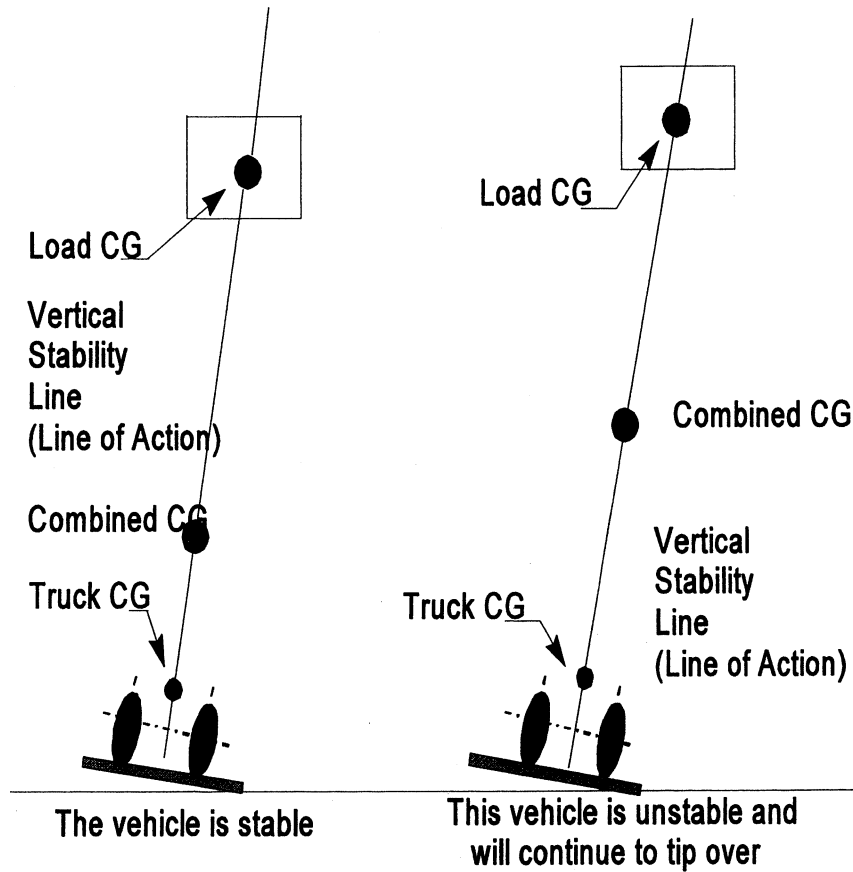 Load CG
Vertical
Stability
Line
(Line of Action)
Combined CG
Truck CG
The vehicle is stable
Load CG
Combined CG
Vertical
Stability
Line
(Line of Action)
Truck CG
This vehicle is unstable and
will continue to tip over